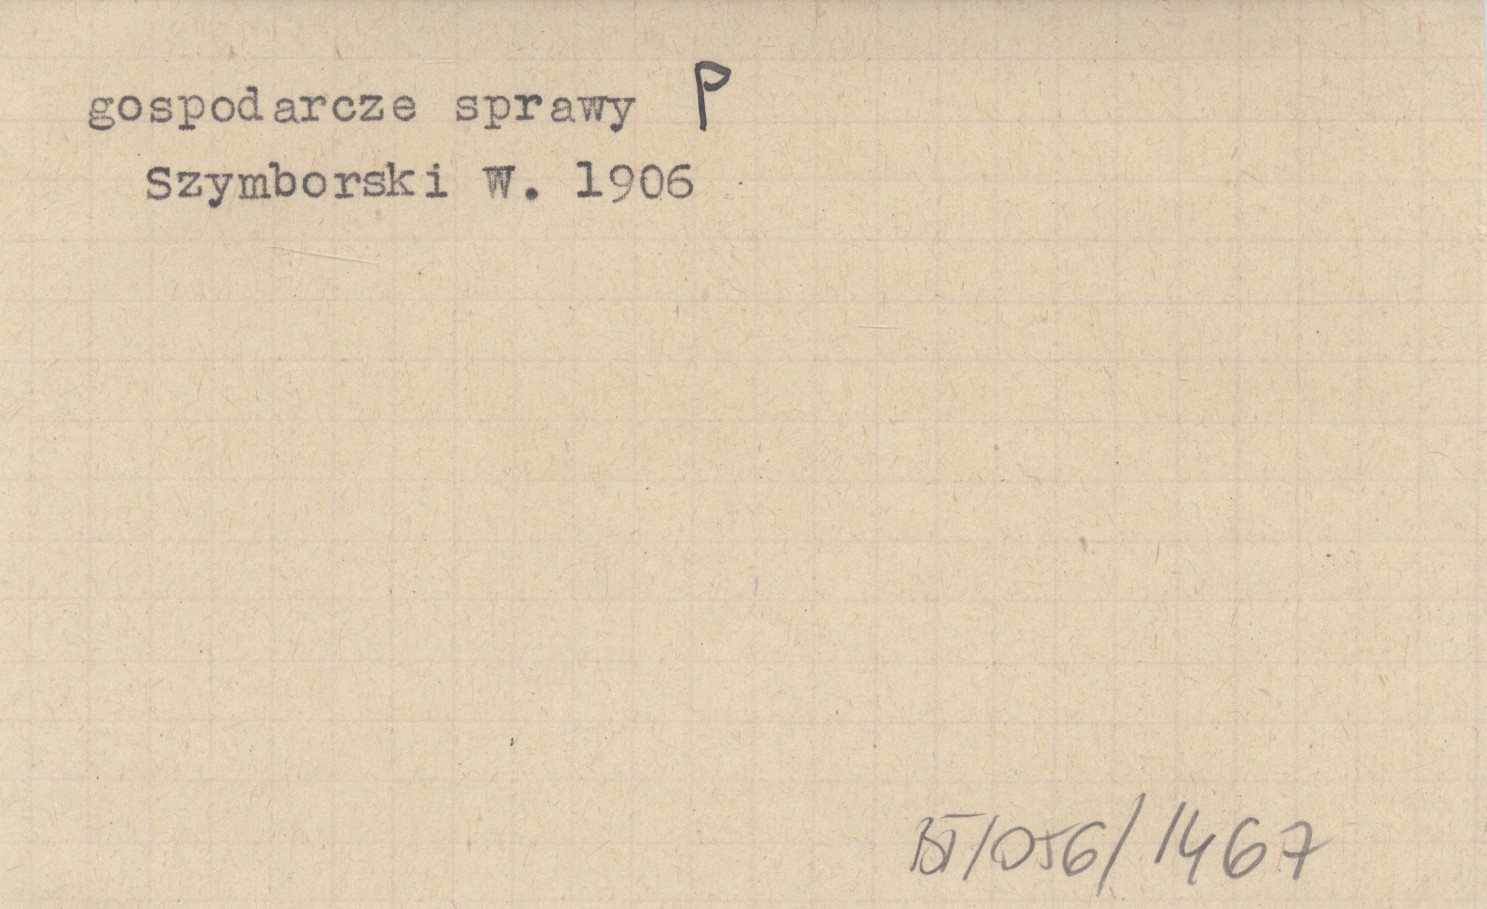 gospodarcze sprawy P
Szymborski W. 1906
BT/056/1467